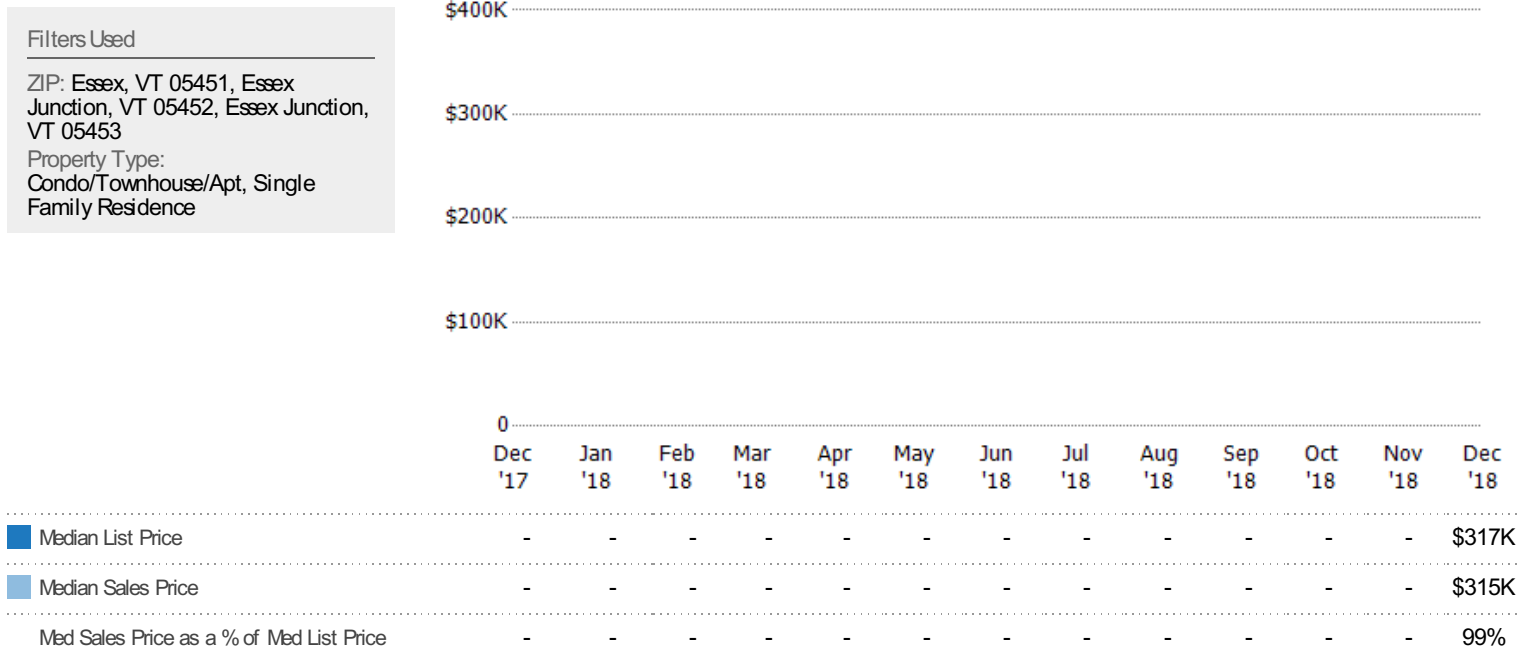 Filters Used
ZIP: Essex, VT 05451, Essex
Junction, VT 05452, Essex Junction,
VT 05453
Property Type:
Condo/Townhouse/Apt, Single
Family Residence
$400K
$300K
$200K
$100K
0
Dec Jan Feb Mar Apr May Jun Jul Aug Sep Oct Nov Dec
'17 '18 '18 '18 '18 '18 '18 '18 '18 '18 '18 '18 '18
Median List Price - - - - - - - - - - - - $317K
Median Sales Price - - - - - - - - - - - - $315K
Med Sales Price as a % of Med List Price - - - - - - - - - - - - 99%